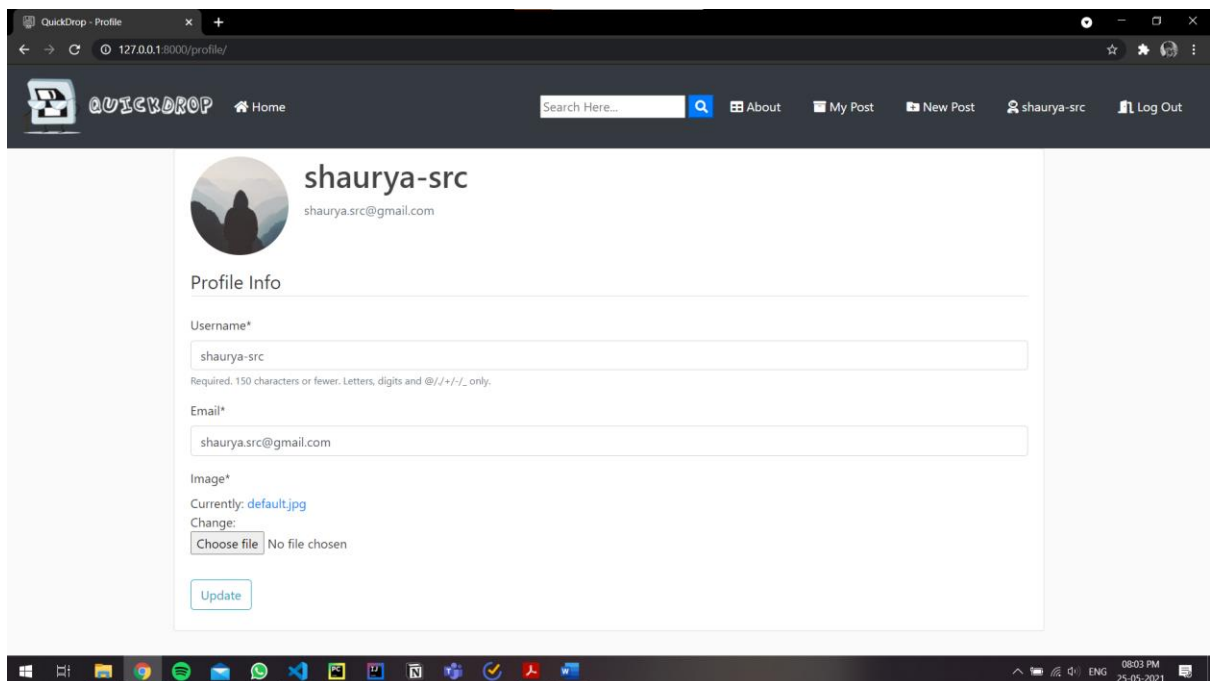 QuickDrop - Profile
127.0.0.1:8000/profile/
QUICKDROP Home Search Here... About My Post New Post shaurya-src Log Out
shaurya-src
shaurya.src@gmail.com
Profile Info
Username*
shaurya-src
Required. 150 characters or fewer. Letters, digits and @/./+/-/_ only.
Email*
shaurya.src@gmail.com
Image*
Currently: default.jpg
Change:
Choose file No file chosen
Update
08:03 PM
ENG
25-05-2021